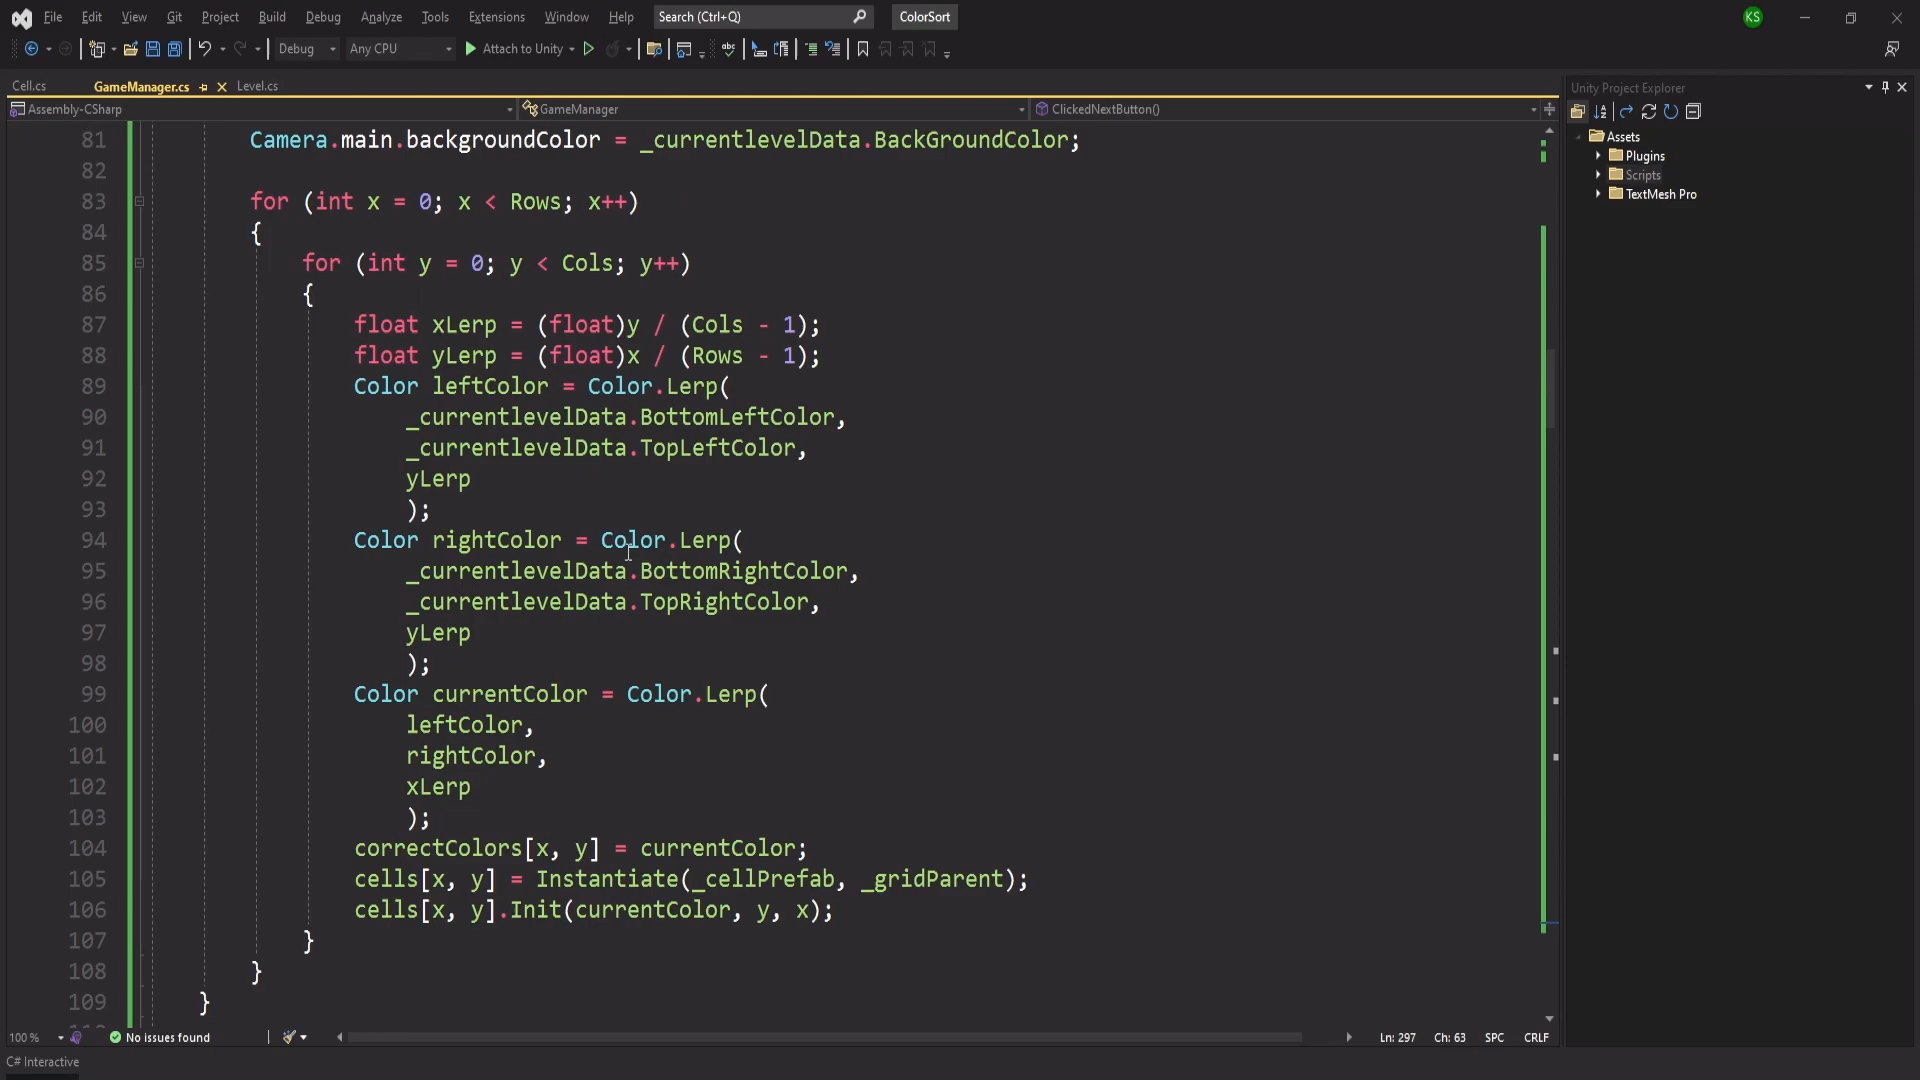 File Edit View Git Project Build Debug Analyze Tools Extensions Window Help Search (Ctrl+Q) ColorSort KS
Debug Any CPU Attach to Unity
Cell.cs GameManager.cs Level.cs
Assembly-CSharp GameManager ClickedNextButton()
81 Camera.main.backgroundColor = _currentlevelData.BackGroundColor;
82
83 for (int x = 0; x < Rows; x++)
84 {
85 for (int y = 0; y < Cols; y++)
86 {
87 float xLerp = (float)y / (Cols - 1);
88 float yLerp = (float)x / (Rows - 1);
89 Color leftColor = Color.Lerp(
90 _currentlevelData.BottomLeftColor,
91 _currentlevelData.TopLeftColor,
92 yLerp
93 );
94 Color rightColor = Color.Lerp(
95 _currentlevelData.BottomRightColor,
96 _currentlevelData.TopRightColor,
97 yLerp
98 );
99 Color currentColor = Color.Lerp(
100 leftColor,
101 rightColor,
102 xLerp
103 );
104 correctColors[x, y] = currentColor;
105 cells[x, y] = Instantiate(_cellPrefab, _gridParent);
106 cells[x, y].Init(currentColor, y, x);
107 }
108 }
109 }
100 % No issues found Ln: 297 Ch: 63 SPC CRLF
C# Interactive
Unity Project Explorer
Assets
Plugins
Scripts
TextMesh Pro